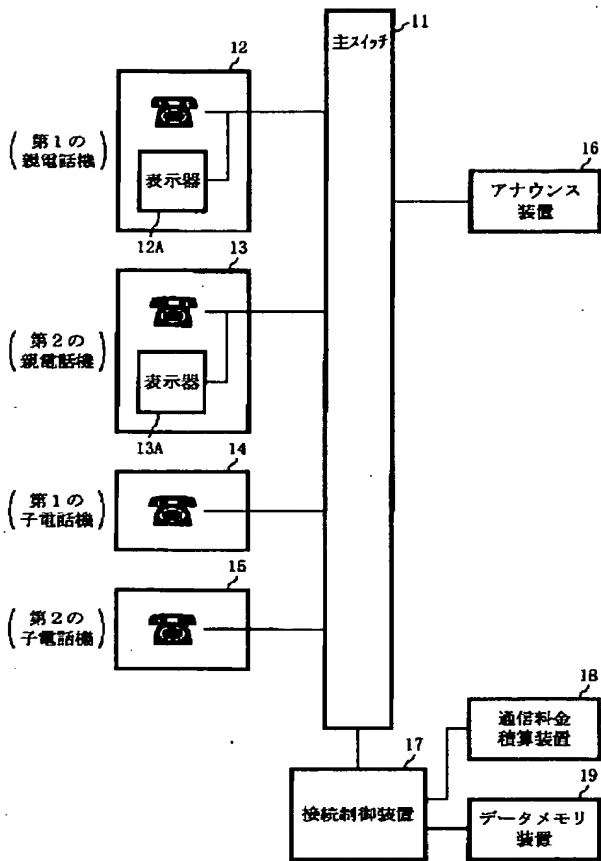 11
主スイッチ
12
(第1の
親電話機)
表示器
12A
13
(第2の
親電話機)
表示器
13A
14
(第1の
子電話機)
15
(第2の
子電話機)
16
アナウンス
装置
17
接続制御装置
18
通信料金
積算装置
19
データメモリ
装置